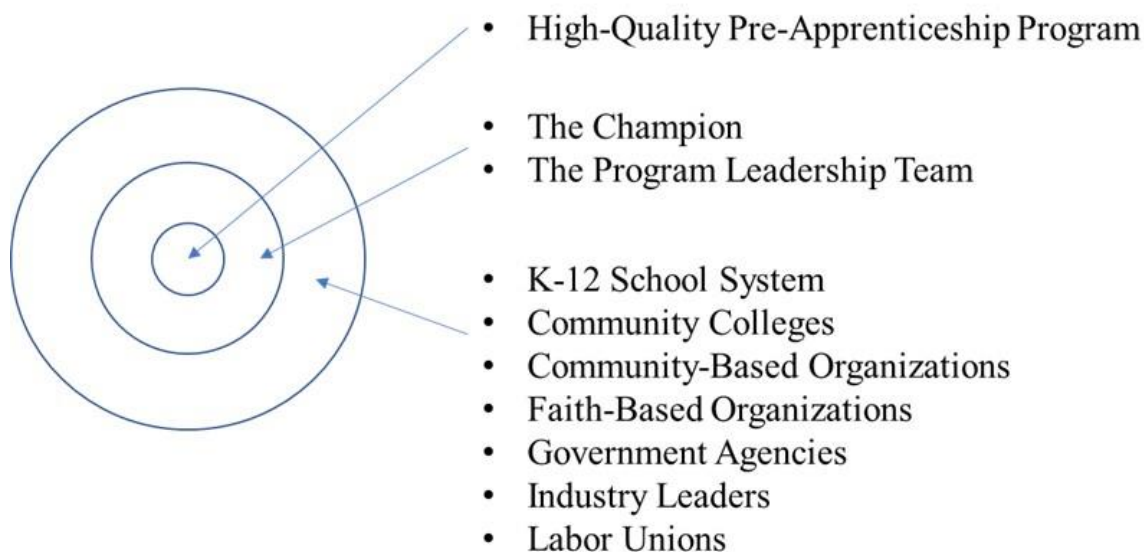 • High-Quality Pre-Apprenticeship Program
• The Champion
• The Program Leadership Team
• K-12 School System
• Community Colleges
• Community-Based Organizations
• Faith-Based Organizations
• Government Agencies
• Industry Leaders
• Labor Unions